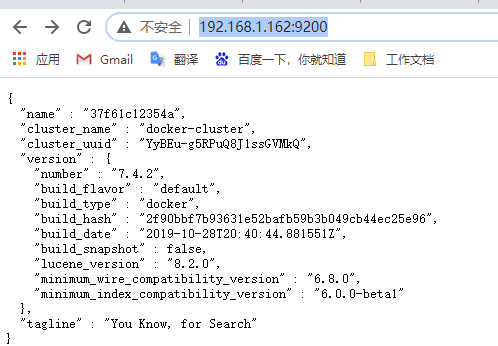 不安全 | 192.168.1.162:9200
应用 Gmail 翻译 百度一下，你就知道 工作文档
{
"name" : "37f61c12354a",
"cluster_name" : "docker-cluster",
"cluster_uuid" : "YyBEu-g5RPuQ8J1ssGVMkQ",
"version" : {
"number" : "7.4.2",
"build_flavor" : "default",
"build_type" : "docker",
"build_hash" : "2f90bbf7b93631e52bafb59b3b049cb44ec25e96",
"build_date" : "2019-10-28T20:40:44.881551Z",
"build_snapshot" : false,
"lucene_version" : "8.2.0",
"minimum_wire_compatibility_version" : "6.8.0",
"minimum_index_compatibility_version" : "6.0.0-beta1"
},
"tagline" : "You Know, for Search"
}